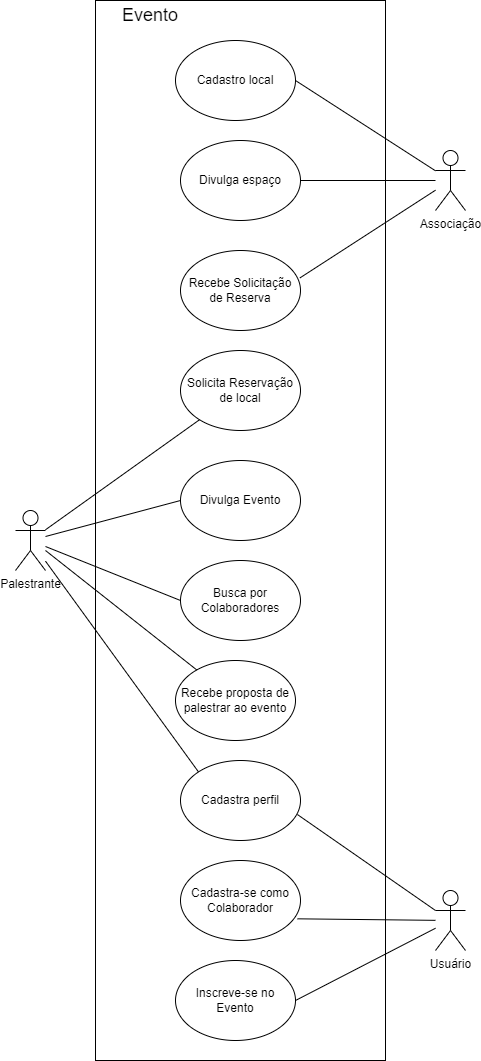 Evento
Cadastro local
Divulga espaço
Associação
Recebe Solicitação
de Reserva
Solicita Reservação
de local
Divulga Evento
Palestrante
Busca por
Colaboradores
Recebe proposta de
palestrar ao evento
Cadastra perfil
Cadastra-se como
Colaborador
Usuário
Inscreve-se no
Evento